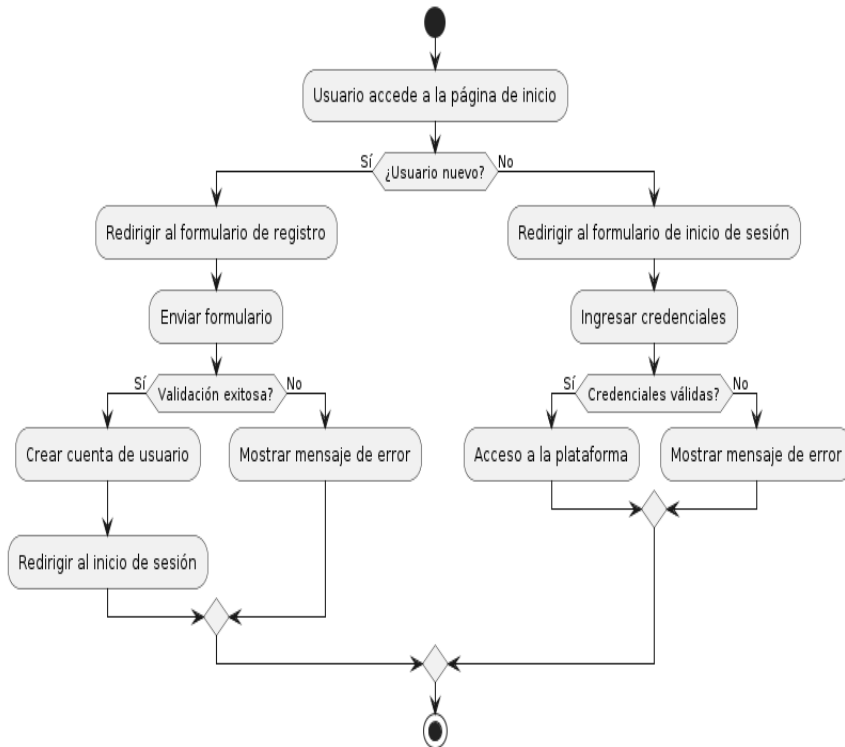 Usuario accede a la página de inicio
Sí
¿Usuario nuevo?
No
Redirigir al formulario de registro
Redirigir al formulario de inicio de sesión
Enviar formulario
Ingresar credenciales
Sí
Validación exitosa?
No
Sí
Credenciales válidas?
No
Crear cuenta de usuario
Mostrar mensaje de error
Acceso a la plataforma
Mostrar mensaje de error
Redirigir al inicio de sesión